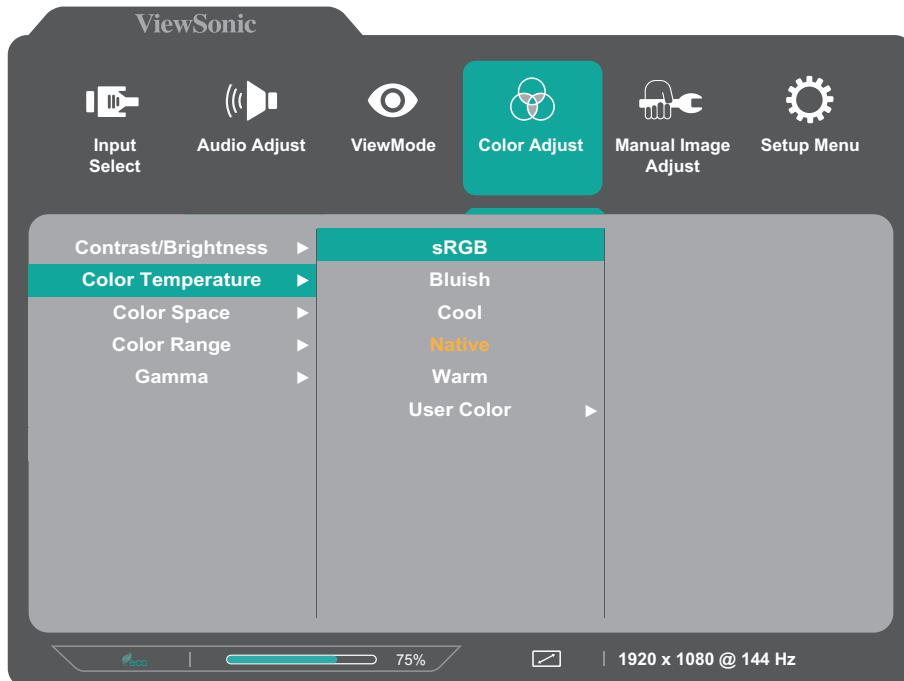 ViewSonic
Input Select
Audio Adjust
ViewMode
Color Adjust
Manual Image Adjust
Setup Menu
Contrast/Brightness
Color Temperature
Color Space
Color Range
Gamma
sRGB
Bluish
Cool
Native
Warm
User Color
eco
75%
1920 x 1080 @ 144 Hz